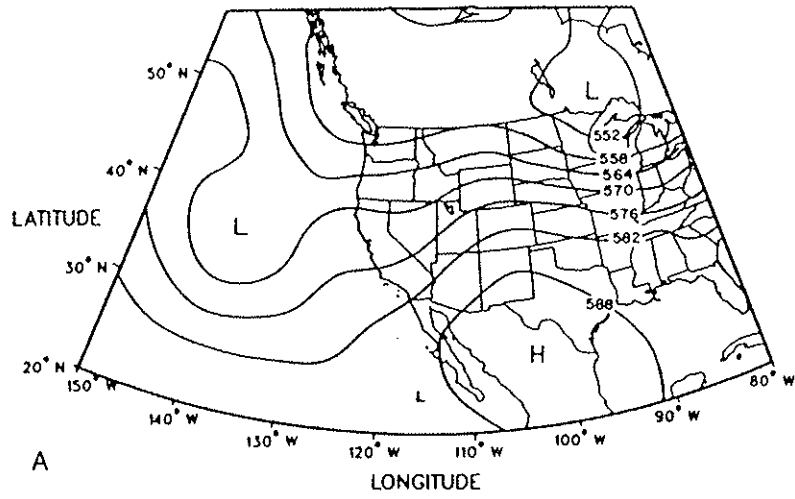 50° N
L
552
558
40° N
564
570
LATITUDE
L
576
582
30° N
588
H
20° N
150° W
L
80° W
140° W
90° W
130° W
100° W
120° W
110° W
A
LONGITUDE